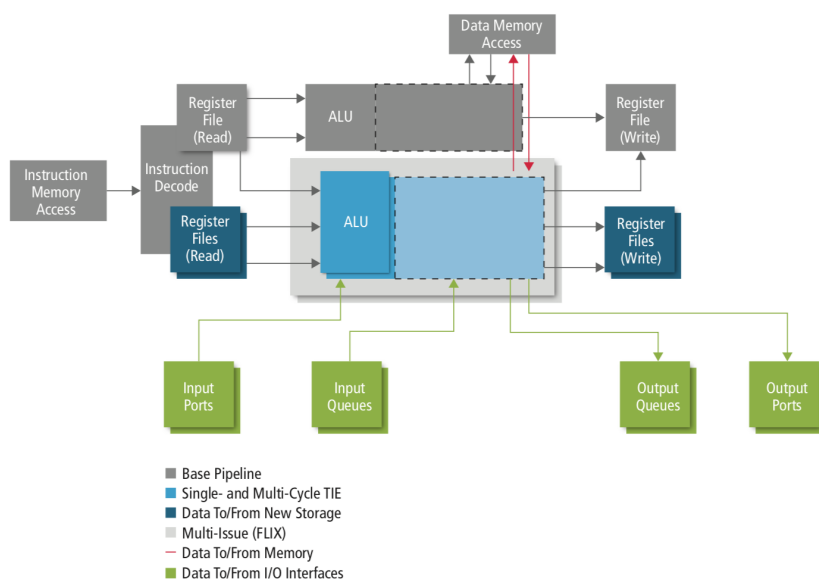 Data Memory
Access
Register
File
(Read)
ALU
Register
File
(Write)
Instruction
Memory
Access
Instruction
Decode
Register
Files
(Read)
ALU
Register
Files
(Write)
Input
Ports
Input
Queues
Output
Queues
Output
Ports
Base Pipeline
Single- and Multi-Cycle TIE
Data To/From New Storage
Multi-Issue (FLIX)
Data To/From Memory
Data To/From I/O Interfaces